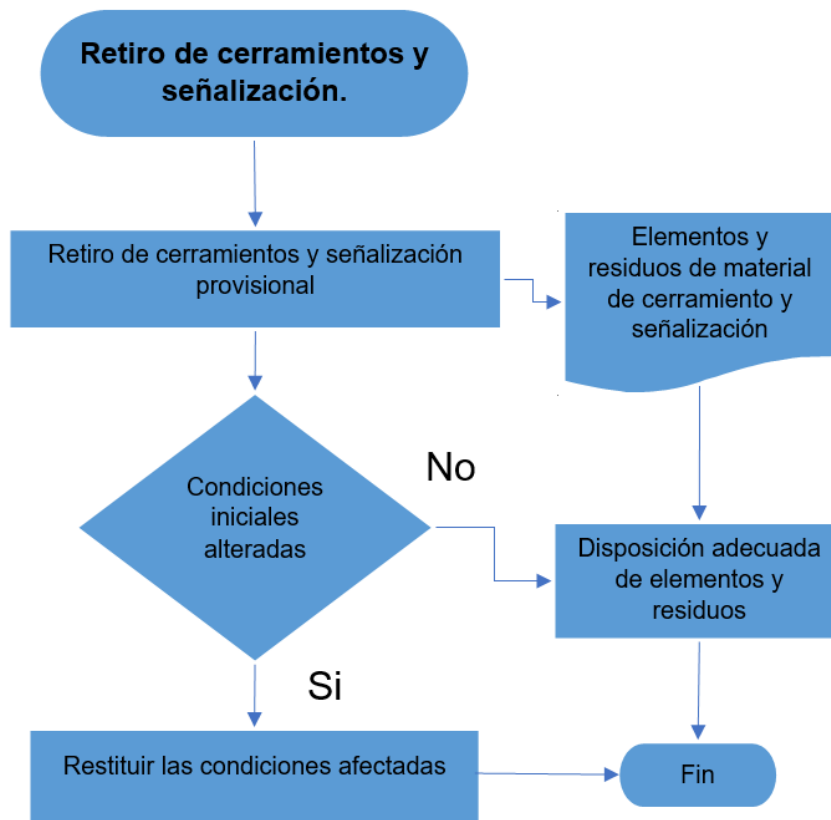 Retiro de cerramientos y
señalización.
Retiro de cerramientos y señalización
provisional
Elementos y
residuos de material
de cerramiento y
señalización
Condiciones
iniciales
alteradas
No
Disposición adecuada
de elementos y
residuos
Si
Restituir las condiciones afectadas
Fin